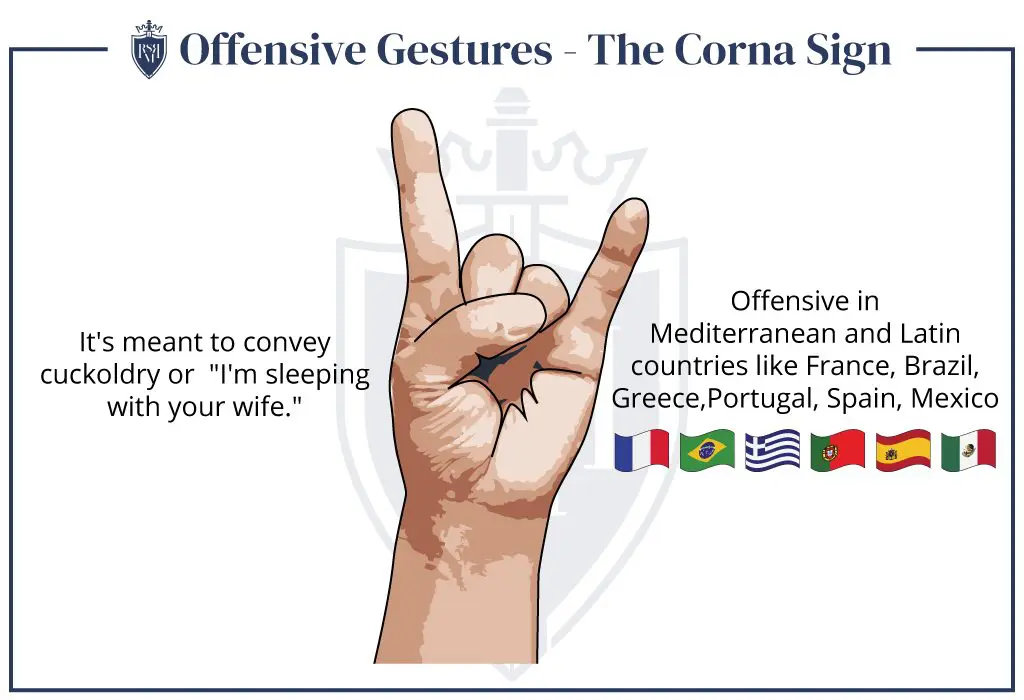 Offensive Gestures - The Corna Sign
It's meant to convey
cuckoldry or "I'm sleeping
with your wife."
Offensive in
Mediterranean and Latin
countries like France, Brazil,
Greece,Portugal, Spain, Mexico